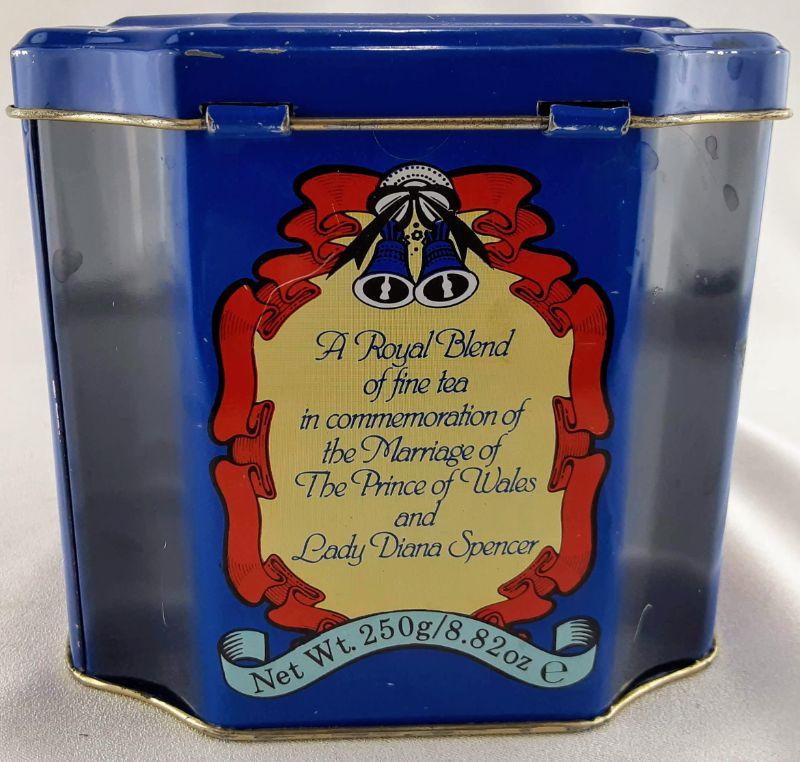 A Royal Blend
of fine tea
in commemoration of
the Marriage of
The Prince of Wales
and
Lady Diana Spencer
Net Wt. 250g/8.82oz ℮